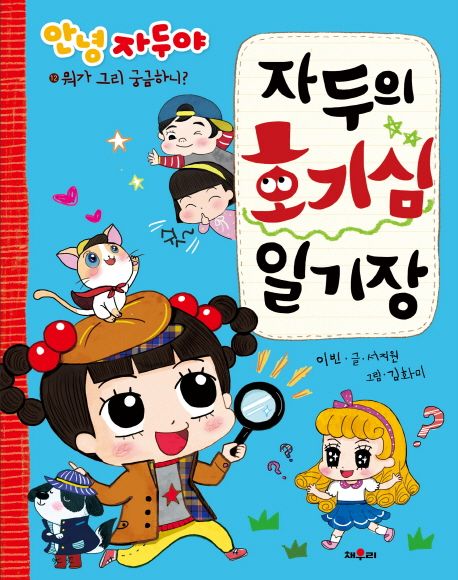 안녕 자두야
12 뭐가 그리 궁금하니?
자두의
호기심
일기장
이빈·글·서지원
그림·김화미
쥬~
?
?
?
채우리